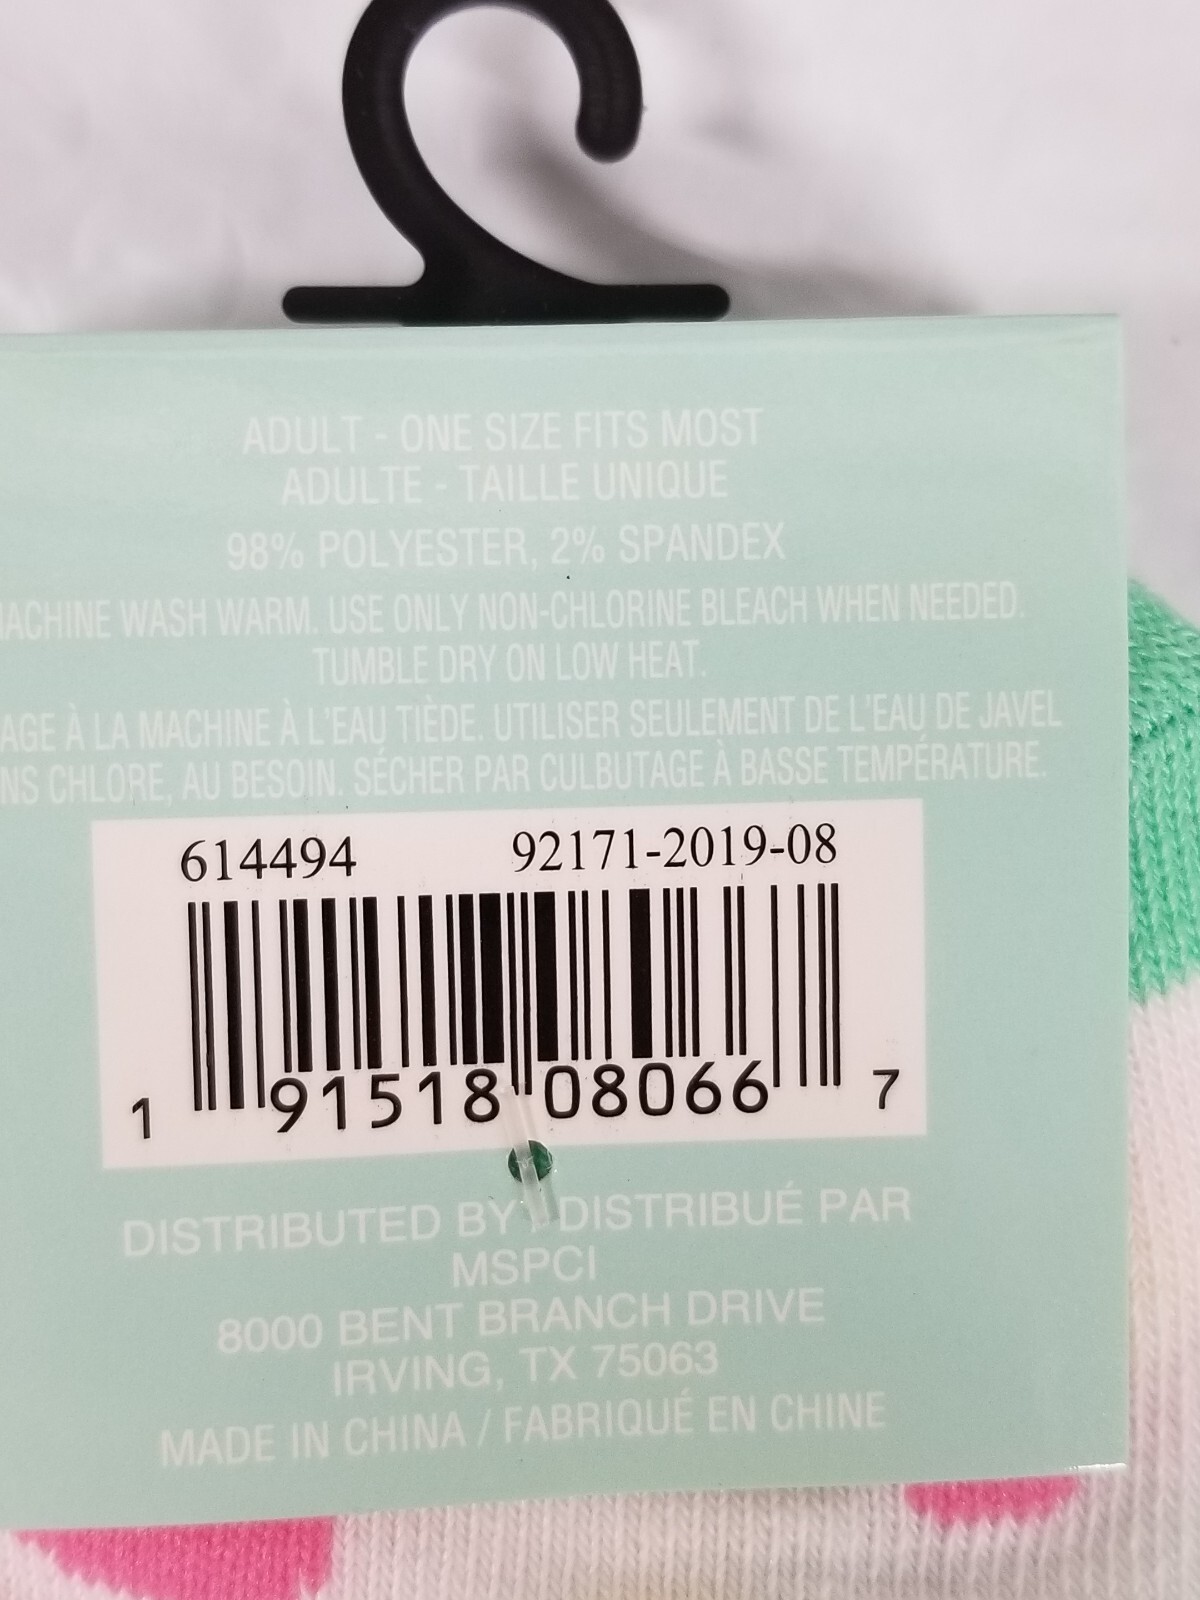 ADULT - ONE SIZE FITS MOST
ADULTE - TAILLE UNIQUE
98% POLYESTER, 2% SPANDEX
MACHINE WASH WARM. USE ONLY NON-CHLORINE BLEACH WHEN NEEDED.
TUMBLE DRY ON LOW HEAT.
AGE À LA MACHINE À L'EAU TIÈDE. UTILISER SEULEMENT DE L'EAU DE JAVEL
NS CHLORE, AU BESOIN. SÉCHER PAR CULBUTAGE À BASSE TEMPÉRATURE.
614494 92171-2019-08
1 91518 08066 7
DISTRIBUTED BY / DISTRIBUÉ PAR
MSPCI
8000 BENT BRANCH DRIVE
IRVING, TX 75063
MADE IN CHINA / FABRIQUÉ EN CHINE